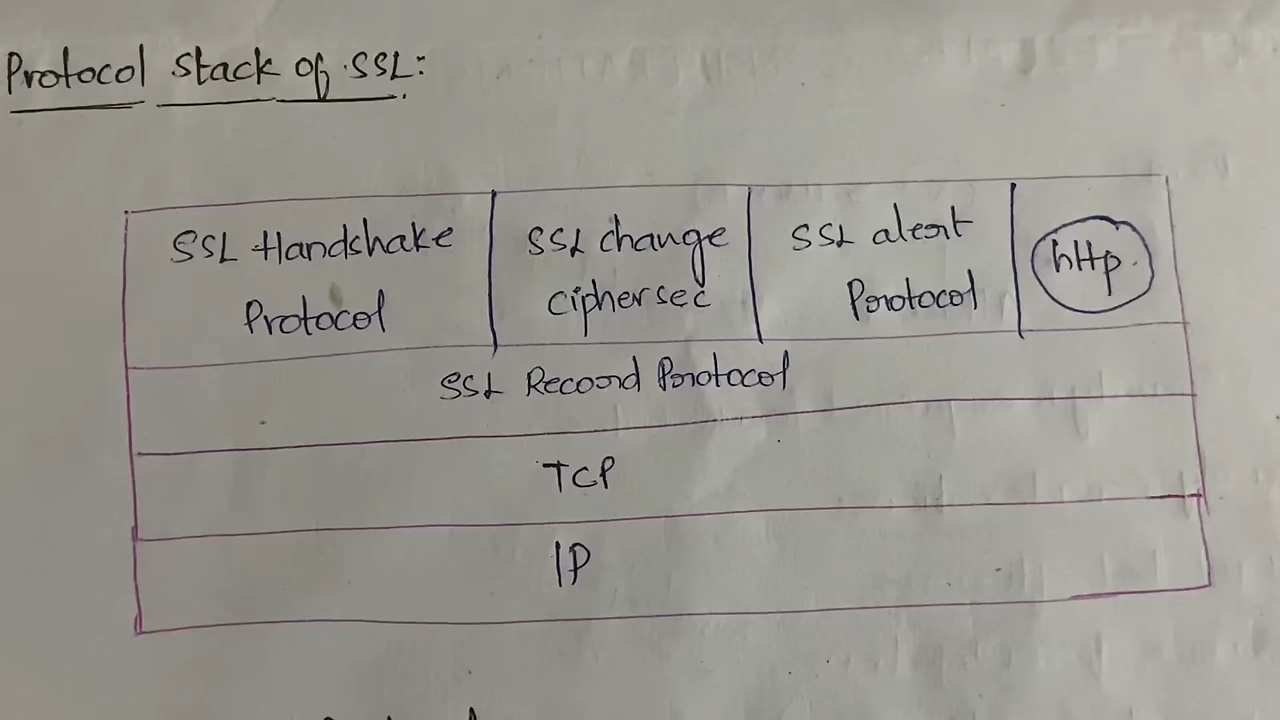 Protocol stack of SSL:
SSL Handshake
Protocol
SSL change
ciphersec
SSL alert
Protocol
http.
SSL Record Protocol
TCP
IP